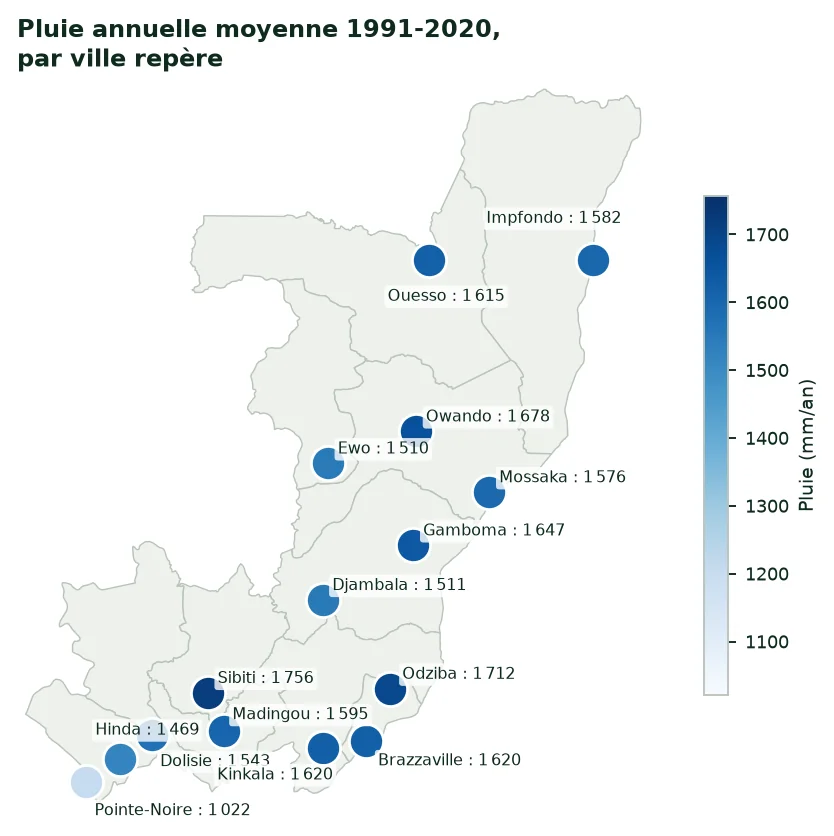 Pluie annuelle moyenne 1991-2020,
par ville repère
Impfondo : 1 582
Ouesso : 1 615
Owando : 1 678
Ewo : 1 510
Mossaka : 1 576
Gamboma : 1 647
Djambala : 1 511
Sibiti : 1 756
Odziba : 1 712
Madingou : 1 595
Hinda : 1 469
Dolisie : 1 543
Kinkala : 1 620
Brazzaville : 1 620
Pointe-Noire : 1 022
1700
1600
1500
1400
1300
1200
1100
Pluie (mm/an)